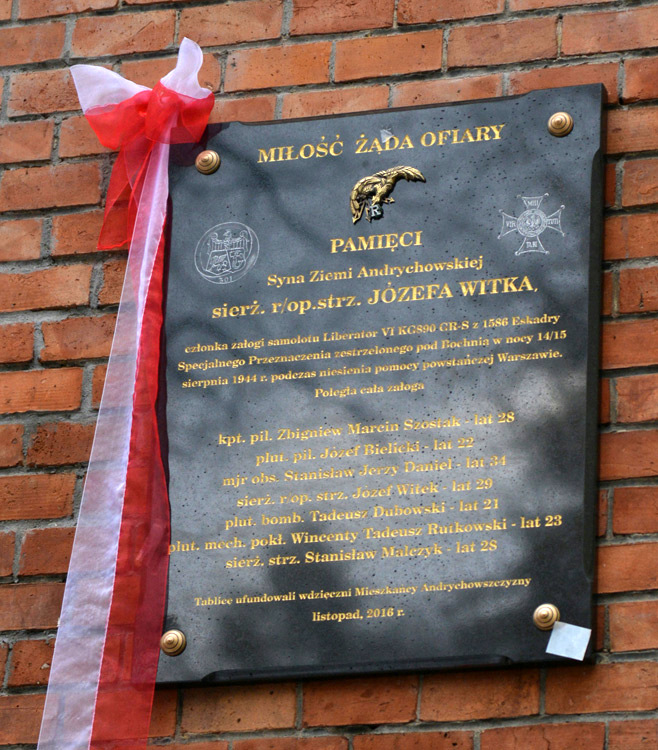 MIŁOŚĆ ŻĄDA OFIARY
R
PAMIĘCI
Syna Ziemi Andrychowskiej
sierż. r/op.strz. JÓZEFA WITKA,
członka załogi samolotu Liberator VI KG890 GR-S z 1586 Eskadry
Specjalnego Przeznaczenia zestrzelonego pod Bochnią w nocy 14/15
sierpnia 1944 r. podczas niesienia pomocy powstańczej Warszawie.
Poległa cała załoga
kpt. pil. Zbigniew Marcin Szostak - lat 28
plut. pil. Józef Bielicki - lat 22
mjr obs. Stanisław Jerzy Daniel - lat 34
sierż. r/op. strz. Józef Witek - lat 29
plut. bomb. Tadeusz Dubowski - lat 21
plut. mech. pokł. Wincenty Tadeusz Rutkowski - lat 23
sierż. strz. Stanisław Malczyk - lat 28
Tablice ufundowali wdzięczni Mieszkańcy Andrychowszczyzny
listopad, 2016 r.